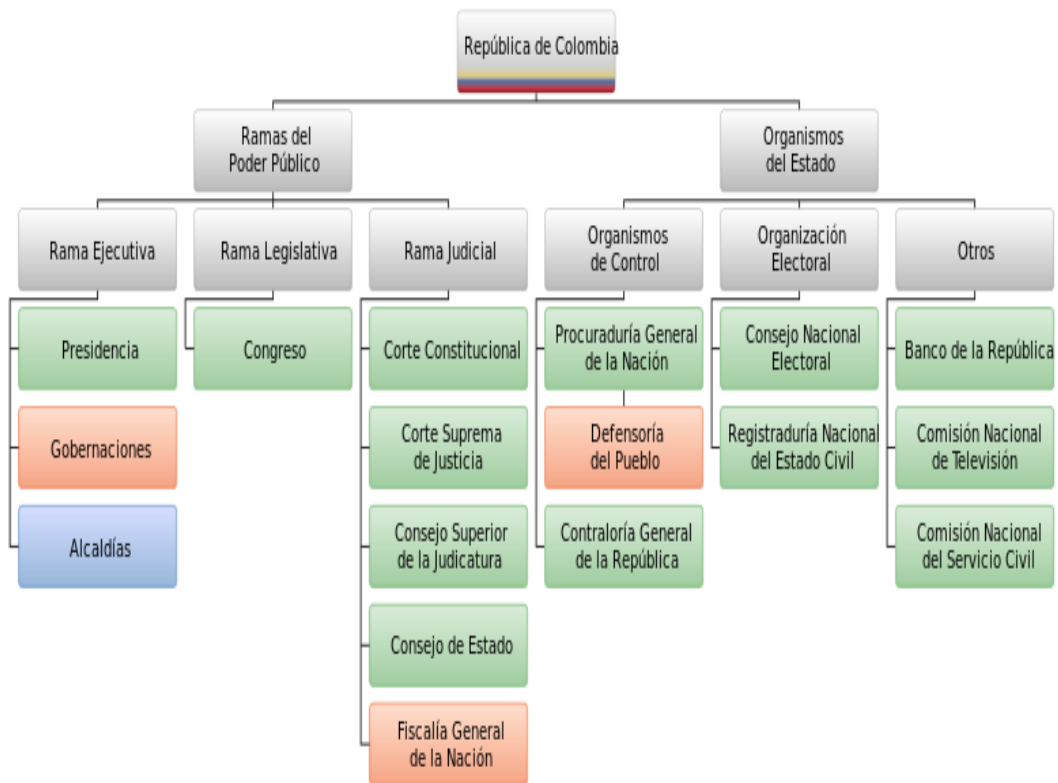 República de Colombia
Ramas del
Poder Público
Organismos
del Estado
Rama Ejecutiva
Rama Legislativa
Rama Judicial
Organismos
de Control
Organización
Electoral
Otros
Presidencia
Congreso
Corte Constitucional
Procuraduría General
de la Nación
Consejo Nacional
Electoral
Banco de la República
Gobernaciones
Corte Suprema
de Justicia
Defensoría
del Pueblo
Registraduría Nacional
del Estado Civil
Comisión Nacional
de Televisión
Alcaldías
Consejo Superior
de la Judicatura
Contraloría General
de la República
Comisión Nacional
del Servicio Civil
Consejo de Estado
Fiscalía General
de la Nación